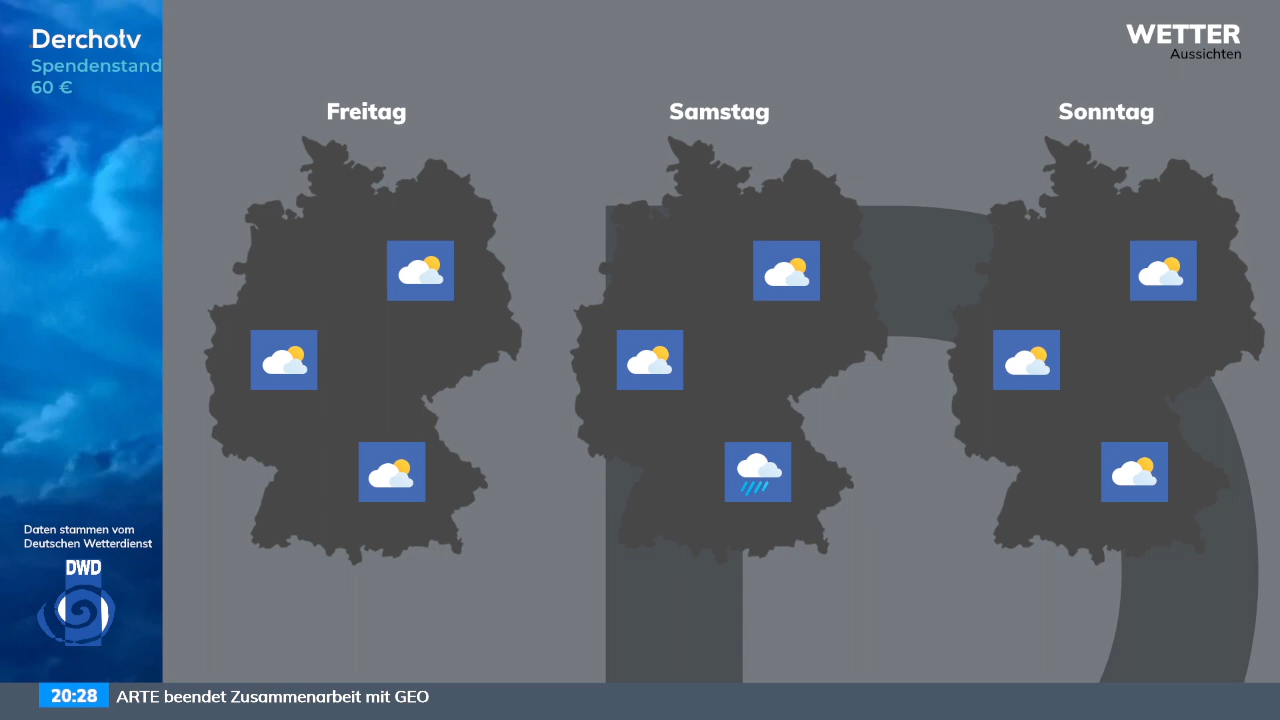 Derchotv
Spendenstand
60 €
WETTER
Aussichten
Freitag
Samstag
Sonntag
Daten stammen vom
Deutschen Wetterdienst
DWD
20:28 ARTE beendet Zusammenarbeit mit GEO